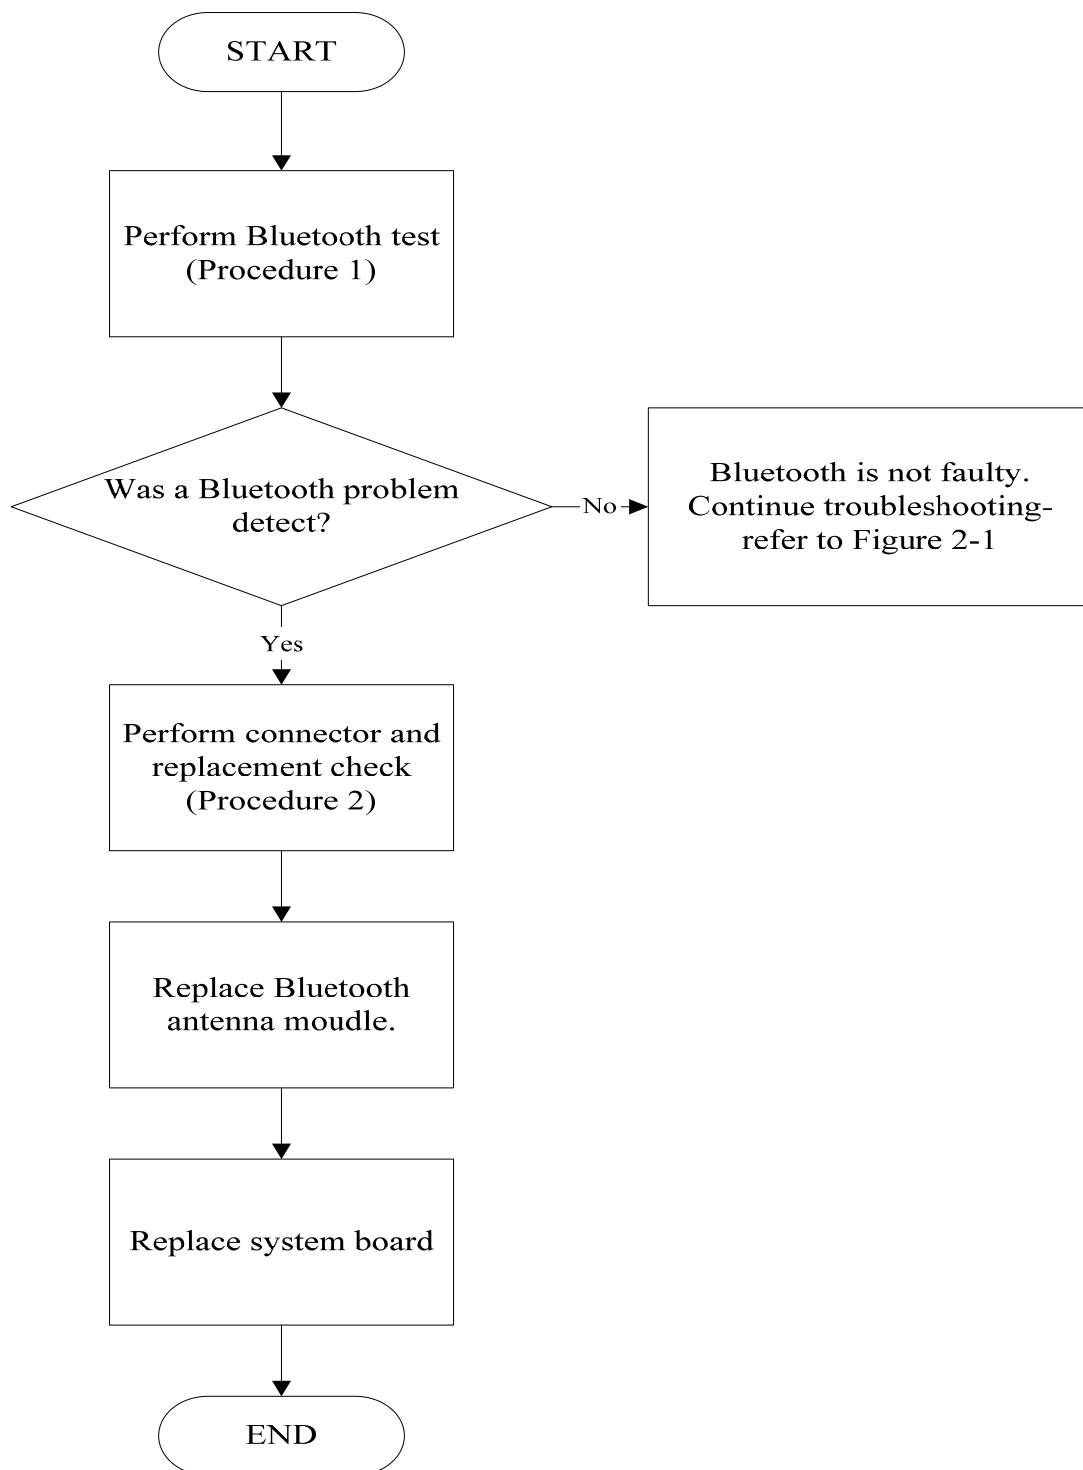 START
Perform Bluetooth test
(Procedure 1)
Was a Bluetooth problem
detect?
No
Bluetooth is not faulty.
Continue troubleshooting-
refer to Figure 2-1
Yes
Perform connector and
replacement check
(Procedure 2)
Replace Bluetooth
antenna moudle.
Replace system board
END